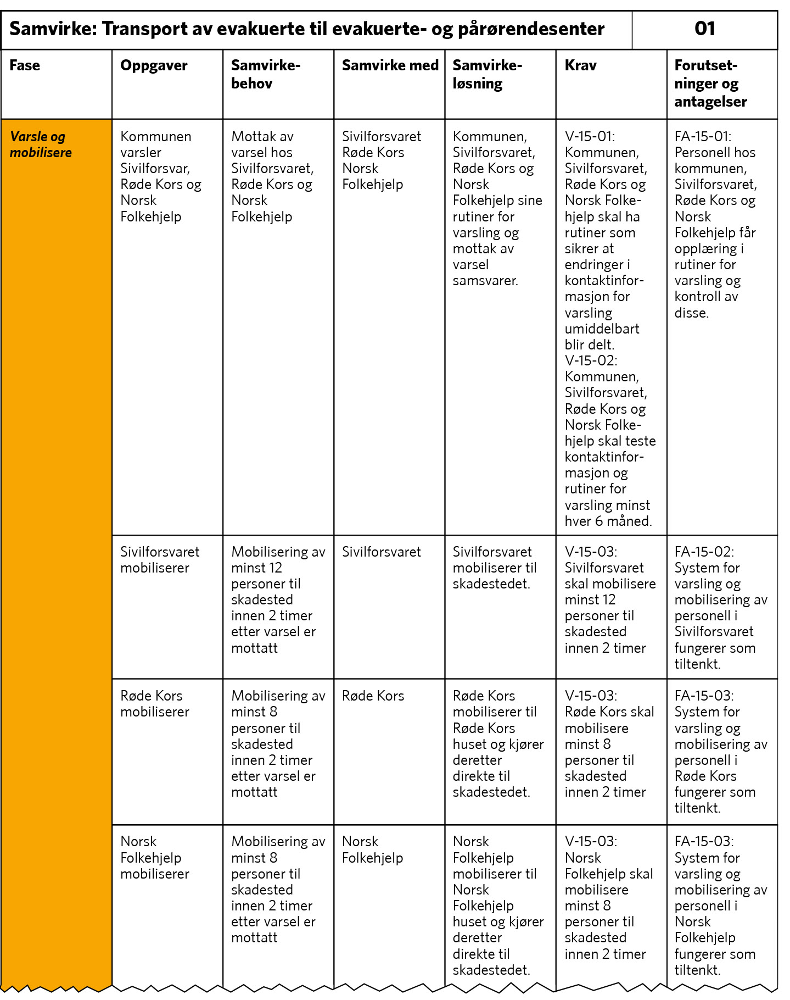 Samvirke: Transport av evakuerte til evakuerte- og pårørendesenter
01
Fase
Oppgaver
Samvirke-
behov
Samvirke med
Samvirke-
løsning
Krav
Forutset-
ninger og
antagelser
Varsle og
mobilisere
Kommunen
varsler
Sivilforsvar,
Røde Kors og
Norsk
Folkehjelp
Mottak av
varsel hos
Sivilforsvaret,
Røde Kors og
Norsk
Folkehjelp
Sivilforsvaret
Røde Kors
Norsk
Folkehjelp
Kommunen,
Sivilforsvaret,
Røde Kors og
Norsk
Folkehjelp sine
rutiner for
varsling og
mottak av
varsel
samsvarer.
V-15-01:
Kommunen,
Sivilforsvaret,
Røde Kors og
Norsk Folke-
hjelp skal ha
rutiner som
sikrer at
endringer i
kontaktinfor-
masjon for
varsling
umiddelbart
blir delt.
V-15-02:
Kommunen,
Sivilforsvaret,
Røde Kors og
Norsk Folke-
hjelp skal teste
kontaktinfor-
masjon og
rutiner for
varsling minst
hver 6 måned.
FA-15-01:
Personell hos
kommunen,
Sivilforsvaret,
Røde Kors og
Norsk
Folkehjelp får
opplæring i
rutiner for
varsling og
kontroll av
disse.
Sivilforsvaret
mobiliserer
Mobilisering av
minst 12
personer til
skadested
innen 2 timer
etter varsel er
mottatt
Sivilforsvaret
Sivilforsvaret
mobiliserer til
skadestedet.
V-15-03:
Sivilforsvaret
skal mobilisere
minst 12
personer til
skadested
innen 2 timer
FA-15-02:
System for
varsling og
mobilisering av
personell i
Sivilforsvaret
fungerer som
tiltenkt.
Røde Kors
mobiliserer
Mobilisering av
minst 8
personer til
skadested
innen 2 timer
etter varsel er
mottatt
Røde Kors
Røde Kors
mobiliserer til
Røde Kors
huset og kjører
deretter
direkte til
skadestedet.
V-15-03:
Røde Kors skal
mobilisere
minst 8
personer til
skadested
innen 2 timer
FA-15-03:
System for
varsling og
mobilisering av
personell i
Røde Kors
fungerer som
tiltenkt.
Norsk
Folkehjelp
mobiliserer
Mobilisering av
minst 8
personer til
skadested
innen 2 timer
etter varsel er
mottatt
Norsk
Folkehjelp
Norsk
Folkehjelp
mobiliserer til
Norsk
Folkehjelp
huset og kjører
deretter
direkte til
skadestedet.
V-15-03:
Norsk
Folkehjelp skal
mobilisere
minst 8
personer til
skadested
innen 2 timer
FA-15-03:
System for
varsling og
mobilisering av
personell i
Norsk
Folkehjelp
fungerer som
tiltenkt.